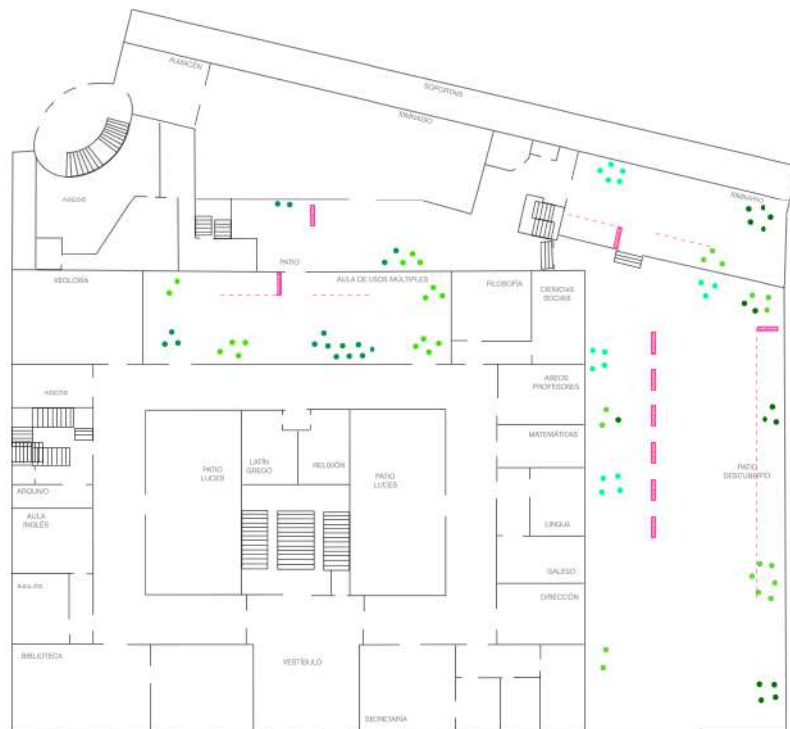 ALMACÉN
SOPORTAIS
XIMNASIO
XIMNASIO
ASEOS
PATIO
XEOLOXÍA
AULA DE USOS MÚLTIPLES
FILOSOFÍA
CIENCIAS
SOCIAIS
ASEOS
ASEOS
PROFESORES
MATEMÁTICAS
PATIO
LUCES
LATÍN
GREGO
RELIXIÓN
PATIO
LUCES
PATIO
DESCUBERTO
ARQUIVO
AULA
INGLÉS
LINGUA
GALEGO
DIRECCIÓN
BIBLIOTECA
VESTÍBULO
SECRETARÍA